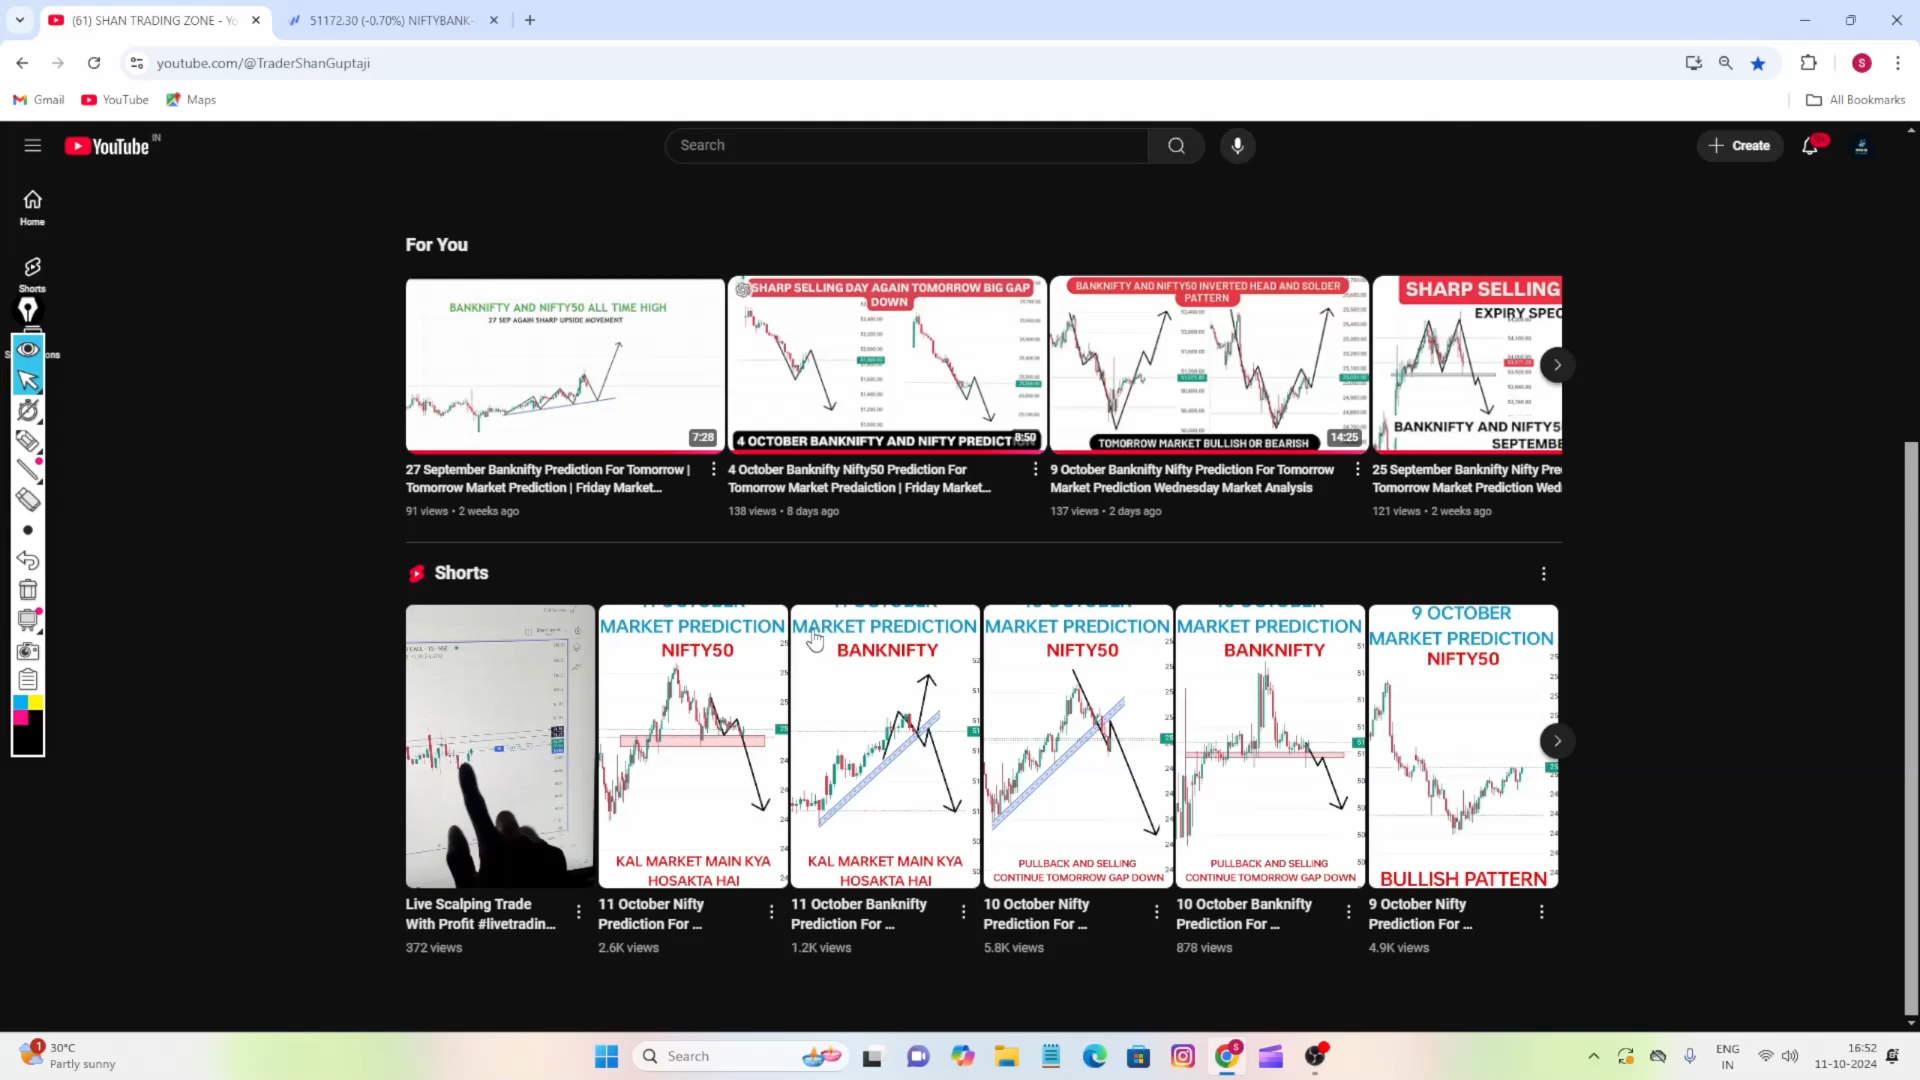 (61) SHAN TRADING ZONE - Yo
51172.30 (-0.70%) NIFTYBANK-
youtube.com/@TraderShanGuptaji
S
Gmail
YouTube
Maps
All Bookmarks
YouTube IN
Search
Create
Home
Shorts
For You
BANKNIFTY AND NIFTY50 ALL TIME HIGH
27 SEP AGAIN SHARP UPSIDE MOVEMENT
7:28
SHARP SELLING DAY AGAIN TOMORROW BIG GAP
DOWN
4 OCTOBER BANKNIFTY AND NIFTY PREDICT
8:50
BANKNIFTY AND NIFTY50 INVERTED HEAD AND SOLDER
PATTERN
TOMORROW MARKET BULLISH OR BEARISH
14:25
SHARP SELLING
EXPIRY SPEC
BANKNIFTY AND NIFTY5
SEPTEMBE
27 September Banknifty Prediction For Tomorrow |
Tomorrow Market Prediction | Friday Market...
91 views • 2 weeks ago
4 October Banknifty Nifty50 Prediction For
Tomorrow Market Predaiction | Friday Market...
138 views • 8 days ago
9 October Banknifty Nifty Prediction For Tomorrow
Market Prediction Wednesday Market Analysis
137 views • 2 days ago
25 September Banknifty Nifty Pre
Tomorrow Market Prediction Wed
121 views • 2 weeks ago
Shorts
MARKET PREDICTION
NIFTY50
KAL MARKET MAIN KYA
HOSAKTA HAI
MARKET PREDICTION
BANKNIFTY
KAL MARKET MAIN KYA
HOSAKTA HAI
MARKET PREDICTION
NIFTY50
PULLBACK AND SELLING
CONTINUE TOMORROW GAP DOWN
MARKET PREDICTION
BANKNIFTY
PULLBACK AND SELLING
CONTINUE TOMORROW GAP DOWN
9 OCTOBER
MARKET PREDICTION
NIFTY50
BULLISH PATTERN
Live Scalping Trade
With Profit #livetradin...
372 views
11 October Nifty
Prediction For ...
2.6K views
11 October Banknifty
Prediction For ...
1.2K views
10 October Nifty
Prediction For ...
5.8K views
10 October Banknifty
Prediction For ...
878 views
9 October Nifty
Prediction For ...
4.9K views
1
30°C
Partly sunny
Search
S
ENG
IN
16:52
11-10-2024